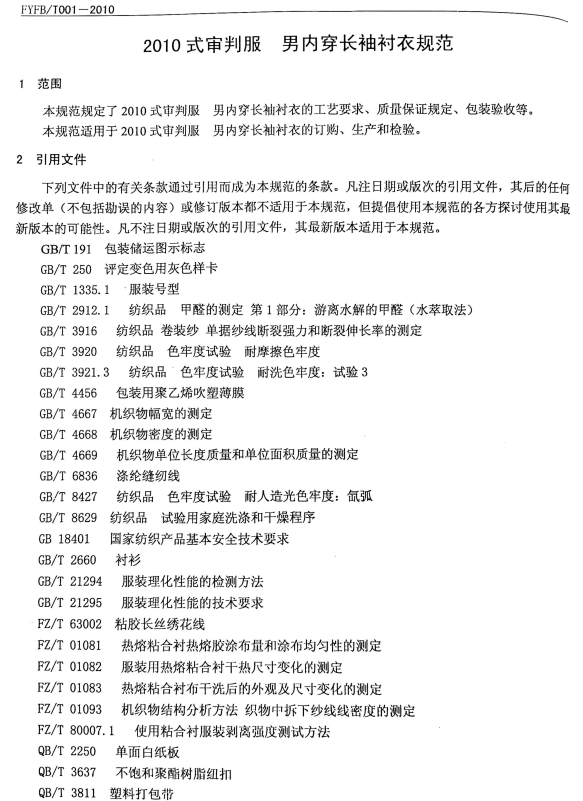 FYFB/T001－2010
2010 式审判服　男内穿长袖衬衣规范
1　范围
本规范规定了 2010 式审判服　男内穿长袖衬衣的工艺要求、质量保证规定、包装验收等。
本规范适用于 2010 式审判服　男内穿长袖衬衣的订购、生产和检验。
2　引用文件
下列文件中的有关条款通过引用而成为本规范的条款。凡注日期或版次的引用文件，其后的任何
修改单（不包括勘误的内容）或修订版本都不适用于本规范，但提倡使用本规范的各方探讨使用其最
新版本的可能性。凡不注日期或版次的引用文件，其最新版本适用于本规范。
GB/T 191　包装储运图示标志
GB/T 250　评定变色用灰色样卡
GB/T 1335.1　服装号型
GB/T 2912.1　纺织品　甲醛的测定 第 1 部分：游离水解的甲醛（水萃取法）
GB/T 3916　纺织品 卷装纱 单据纱线断裂强力和断裂伸长率的测定
GB/T 3920　纺织品　色牢度试验　耐摩擦色牢度
GB/T 3921.3　纺织品　色牢度试验　耐洗色牢度：试验 3
GB/T 4456　包装用聚乙烯吹塑薄膜
GB/T 4667　机织物幅宽的测定
GB/T 4668　机织物密度的测定
GB/T 4669　机织物单位长度质量和单位面积质量的测定
GB/T 6836　涤纶缝纫线
GB/T 8427　纺织品　色牢度试验　耐人造光色牢度：氙弧
GB/T 8629　纺织品　试验用家庭洗涤和干燥程序
GB 18401　国家纺织产品基本安全技术要求
GB/T 2660　衬衫
GB/T 21294　服装理化性能的检测方法
GB/T 21295　服装理化性能的技术要求
FZ/T 63002 粘胶长丝绣花线
FZ/T 01081　热熔粘合衬热熔胶涂布量和涂布均匀性的测定
FZ/T 01082　服装用热熔粘合衬干热尺寸变化的测定
FZ/T 01083　热熔粘合衬布干洗后的外观及尺寸变化的测定
FZ/T 01093　机织物结构分析方法 织物中拆下纱线线密度的测定
FZ/T 80007.1　使用粘合衬服装剥离强度测试方法
QB/T 2250　单面白纸板
QB/T 3637　不饱和聚酯树脂纽扣
QB/T 3811　塑料打包带